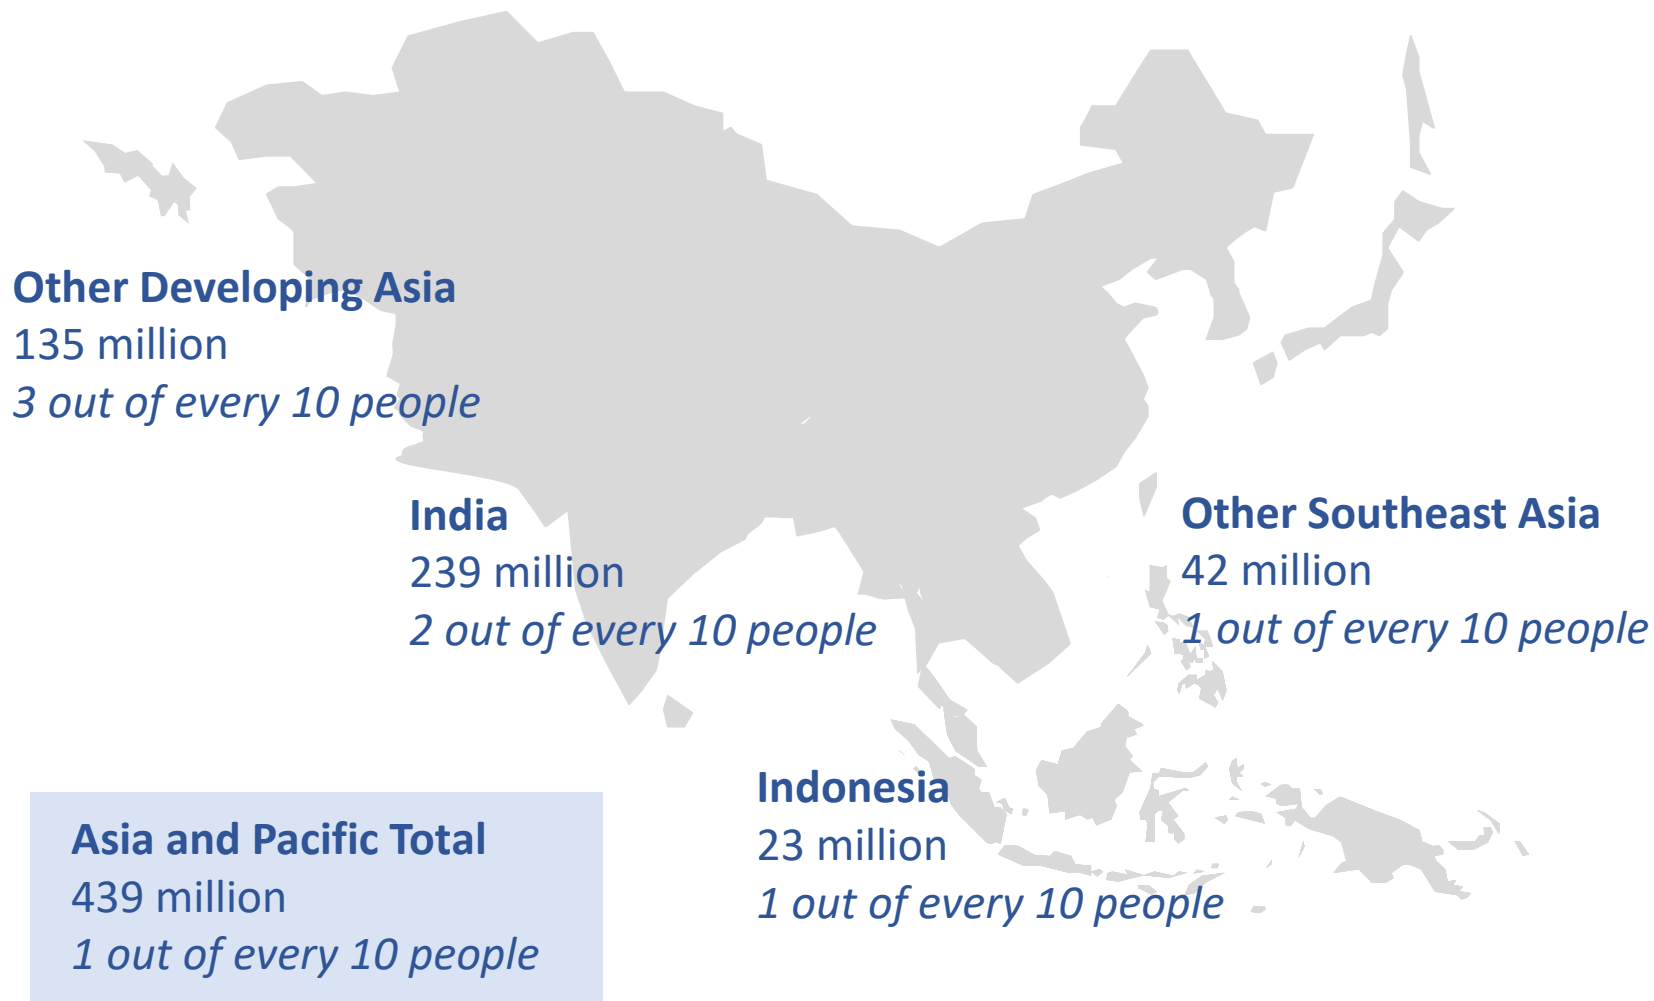 Other Developing Asia
135 million
3 out of every 10 people
India
239 million
2 out of every 10 people
Other Southeast Asia
42 million
1 out of every 10 people
Indonesia
23 million
1 out of every 10 people
Asia and Pacific Total
439 million
1 out of every 10 people